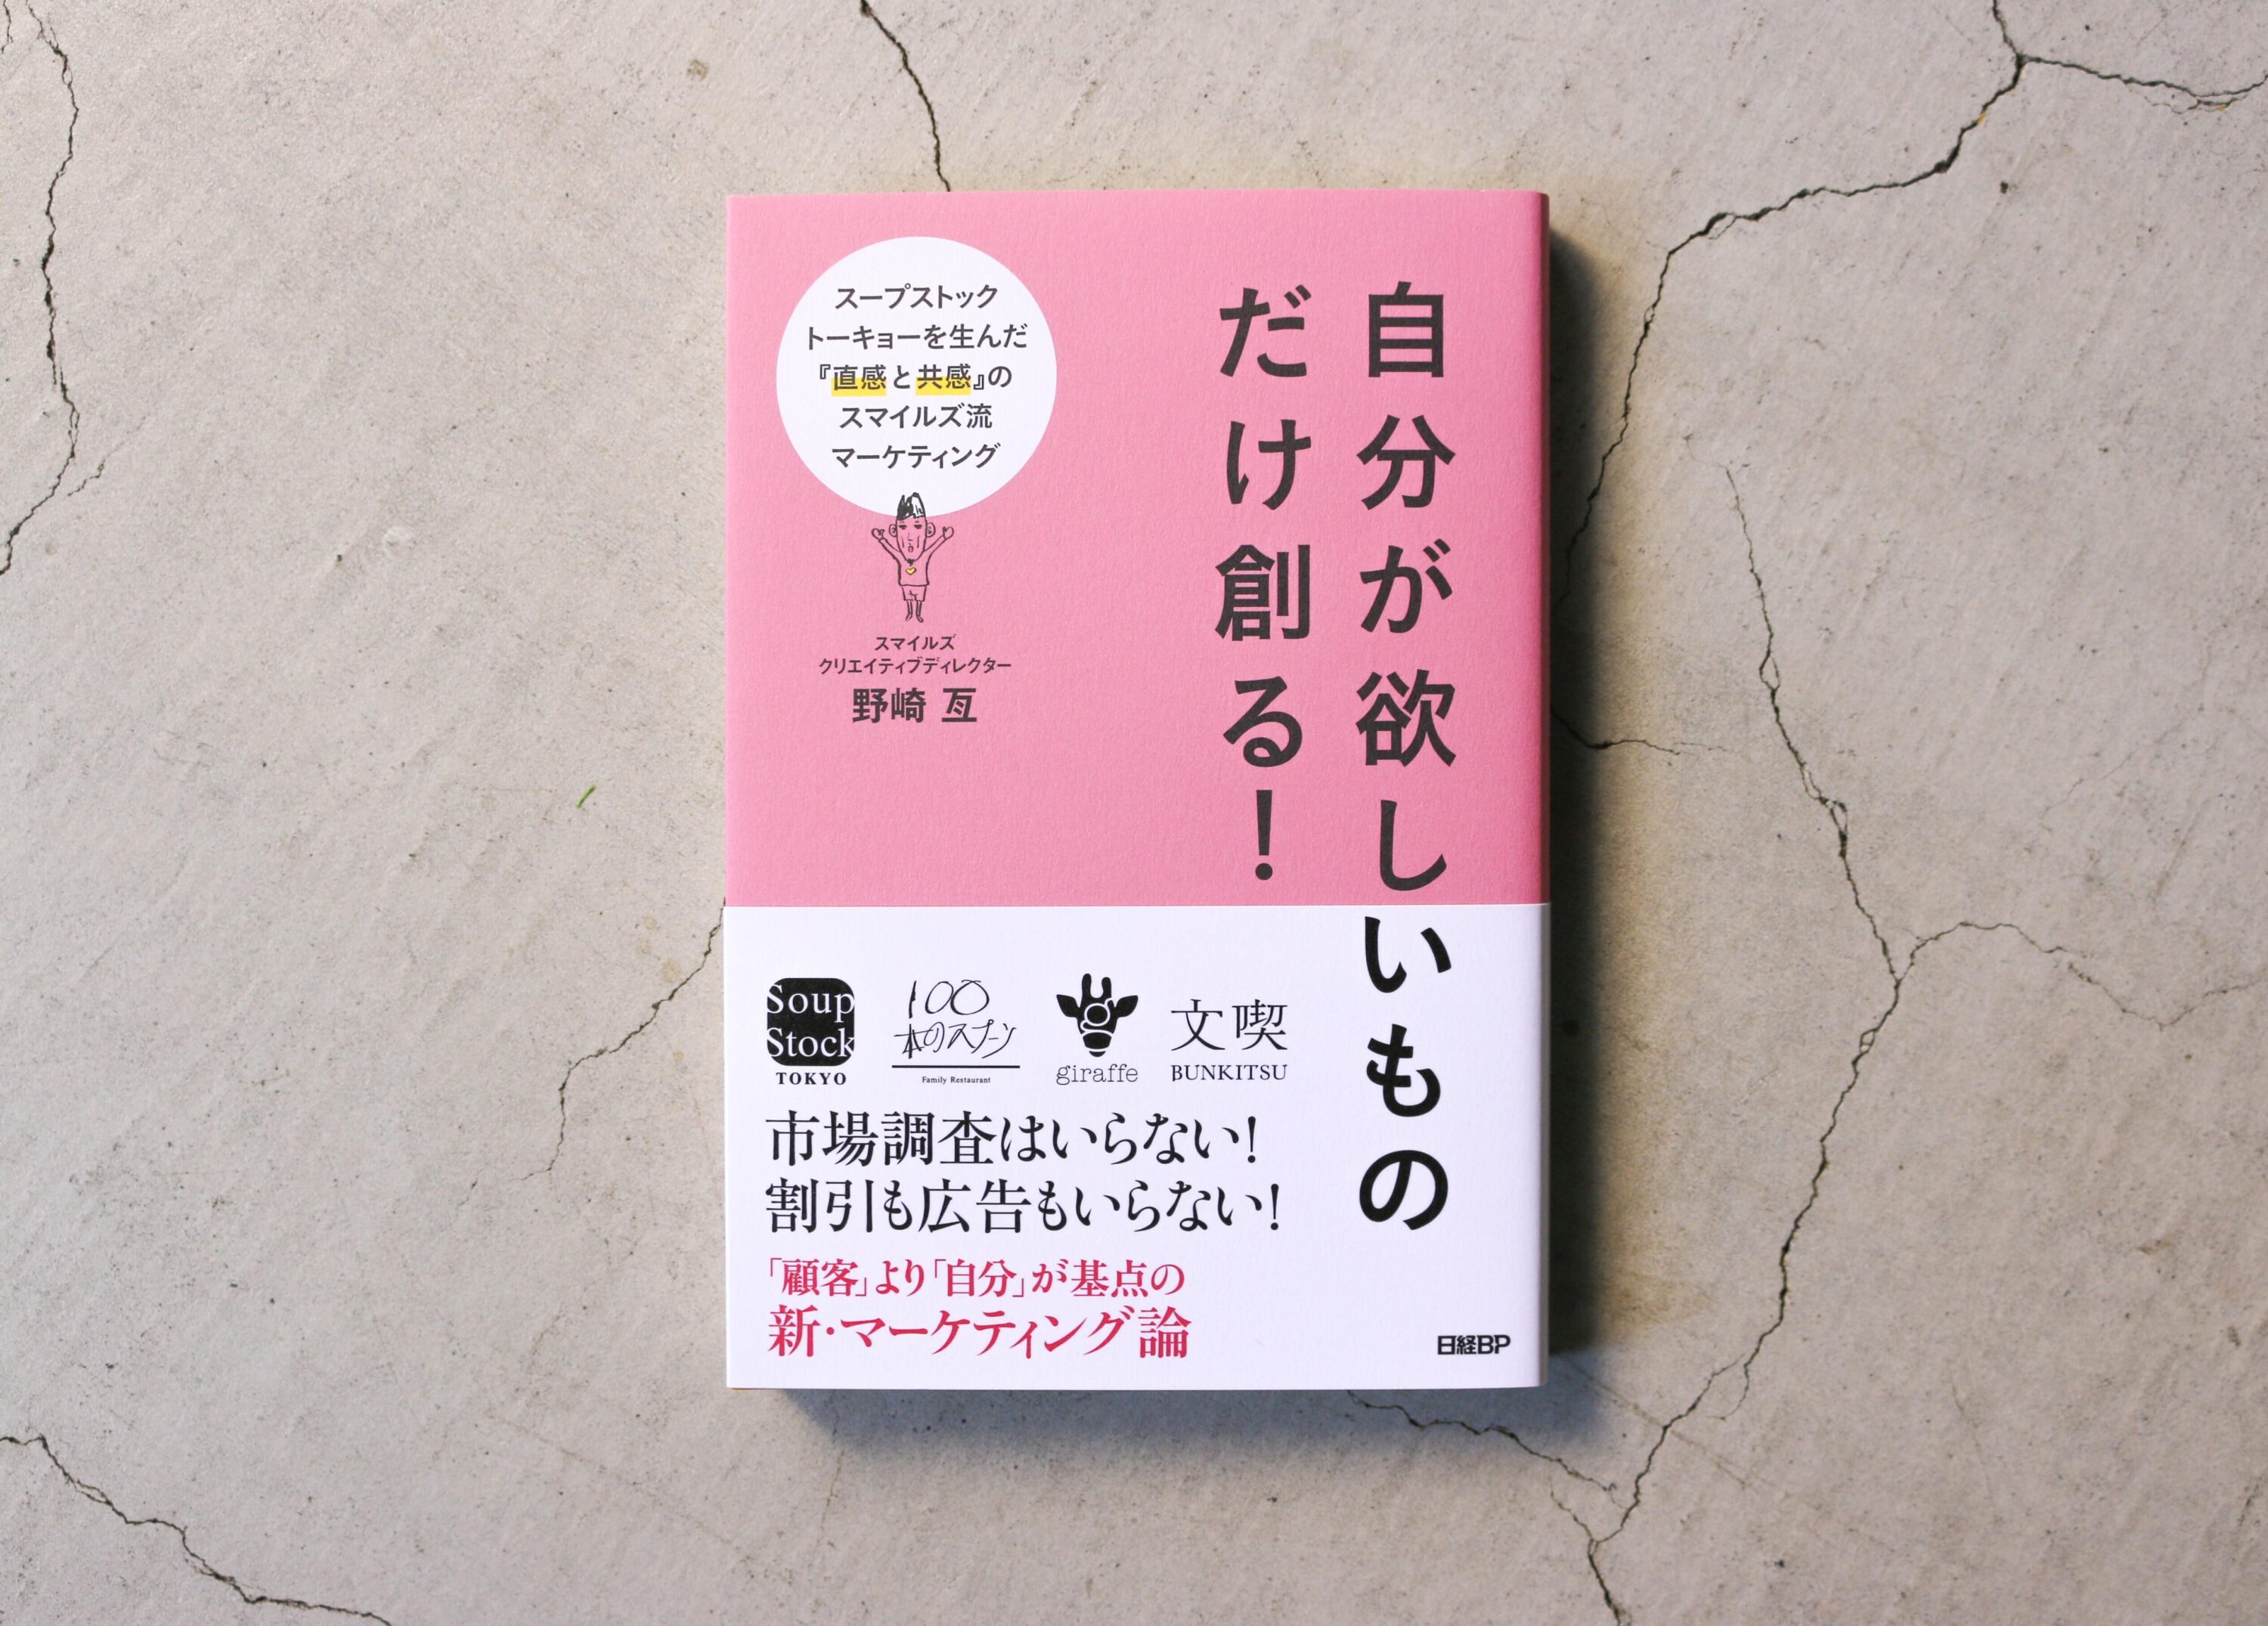 自分が欲しいもの
だけ創る！
スープストック
トーキョーを生んだ
『直感と共感』の
スマイルズ流
マーケティング
スマイルズ
クリエイティブディレクター
野崎 亙
Soup
Stock
TOKYO
100
本のスプーン
Family Restaurant
giraffe
文喫
BUNKITSU
市場調査はいらない！
割引も広告もいらない！
「顧客」より「自分」が基点の
新・マーケティング論
日経BP